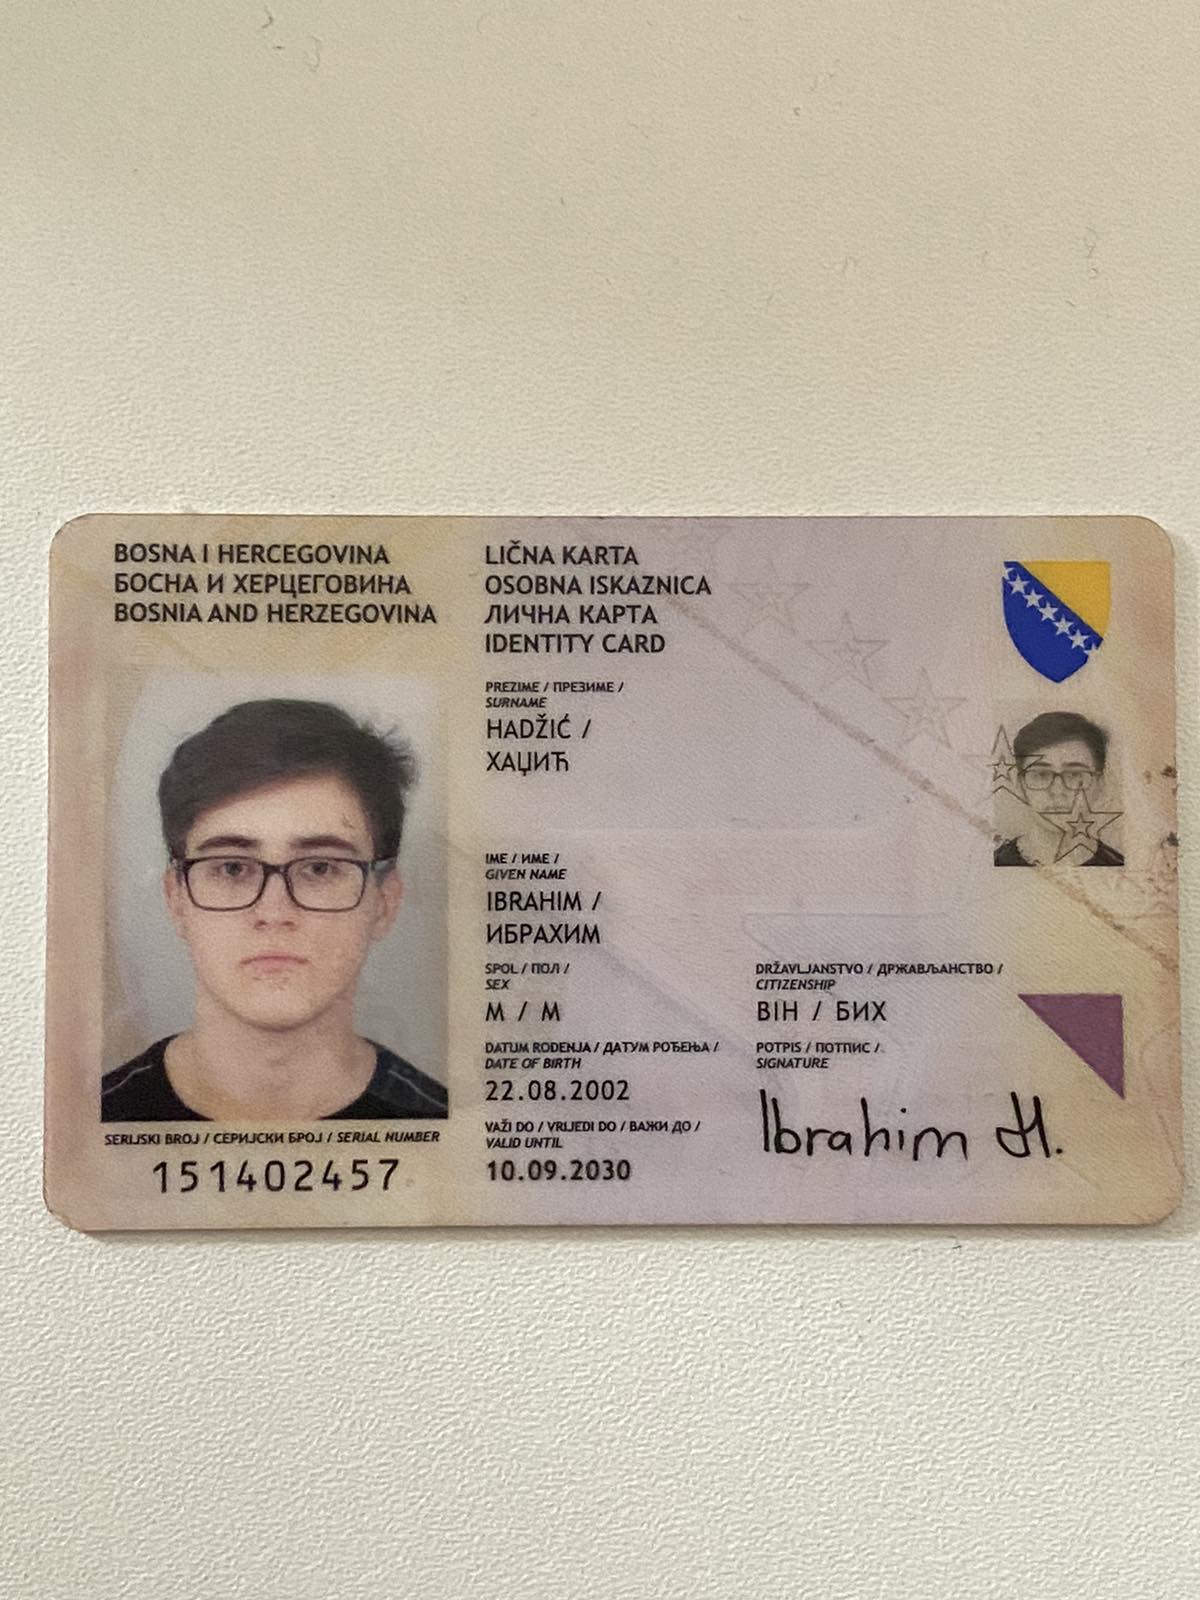 BOSNA I HERCEGOVINA
БОСНА И ХЕРЦЕГОВИНА
BOSNIA AND HERZEGOVINA
LIČNA KARTA
OSOBNA ISKAZNICA
ЛИЧНА КАРТА
IDENTITY CARD
PREZIME / ПРЕЗИМЕ /
SURNAME
HADŽIĆ /
ХАЏИЋ
IME / ИМЕ /
GIVEN NAME
IBRAHIM /
ИБРАХИМ
SPOL / ПОЛ /
SEX
M / М
DRŽAVLJANSTVO / ДРЖАВЉАНСТВО /
CITIZENSHIP
BIH / БИХ
DATUM ROĐENJA / ДАТУМ РОЂЕЊА /
DATE OF BIRTH
22.08.2002
POTPIS / ПОТПИС /
SIGNATURE
Ibrahim H.
VAŽI DO / VRIJEDI DO / ВАЖИ ДО /
VALID UNTIL
10.09.2030
SERIJSKI BROJ / СЕРИЈСКИ БРОЈ / SERIAL NUMBER
151402457